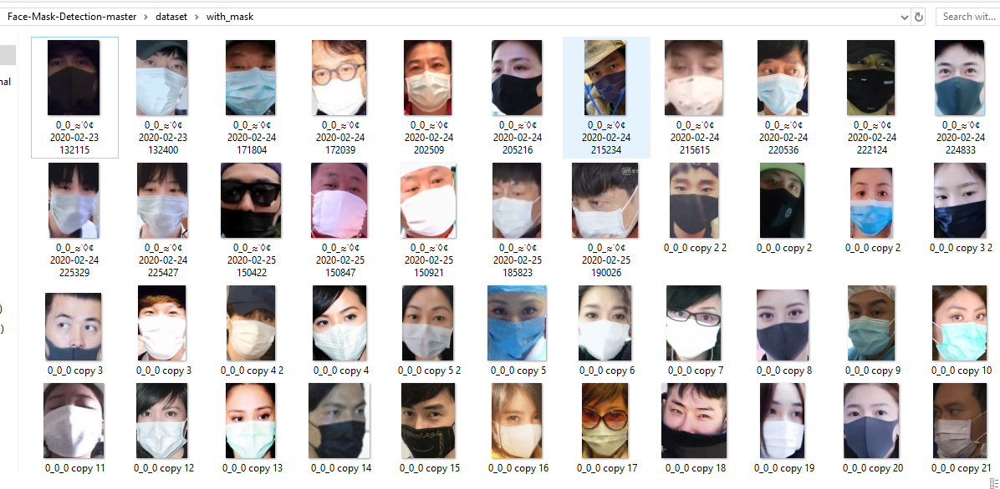 Face-Mask-Detection-master > dataset > with_mask
Search wit...
nal
0_0_≈˙◊¢ 2020-02-23 132115
0_0_≈˙◊¢ 2020-02-23 132400
0_0_≈˙◊¢ 2020-02-24 171804
0_0_≈˙◊¢ 2020-02-24 172039
0_0_≈˙◊¢ 2020-02-24 202509
0_0_≈˙◊¢ 2020-02-24 205216
0_0_≈˙◊¢ 2020-02-24 215234
0_0_≈˙◊¢ 2020-02-24 215615
0_0_≈˙◊¢ 2020-02-24 220536
0_0_≈˙◊¢ 2020-02-24 222124
0_0_≈˙◊¢ 2020-02-24 224833
0_0_≈˙◊¢ 2020-02-24 225329
0_0_≈˙◊¢ 2020-02-24 225427
0_0_≈˙◊¢ 2020-02-25 150422
0_0_≈˙◊¢ 2020-02-25 150847
0_0_≈˙◊¢ 2020-02-25 150921
0_0_≈˙◊¢ 2020-02-25 185823
0_0_≈˙◊¢ 2020-02-25 190026
0_0_0 copy 2 2
0_0_0 copy 2
0_0_0 copy 2
0_0_0 copy 3 2
)
)
0_0_0 copy 3
0_0_0 copy 3
0_0_0 copy 4 2
0_0_0 copy 4
0_0_0 copy 5 2
0_0_0 copy 5
0_0_0 copy 6
0_0_0 copy 7
0_0_0 copy 8
0_0_0 copy 9
0_0_0 copy 10
0_0_0 copy 11
0_0_0 copy 12
0_0_0 copy 13
0_0_0 copy 14
0_0_0 copy 15
0_0_0 copy 16
0_0_0 copy 17
0_0_0 copy 18
0_0_0 copy 19
0_0_0 copy 20
0_0_0 copy 21